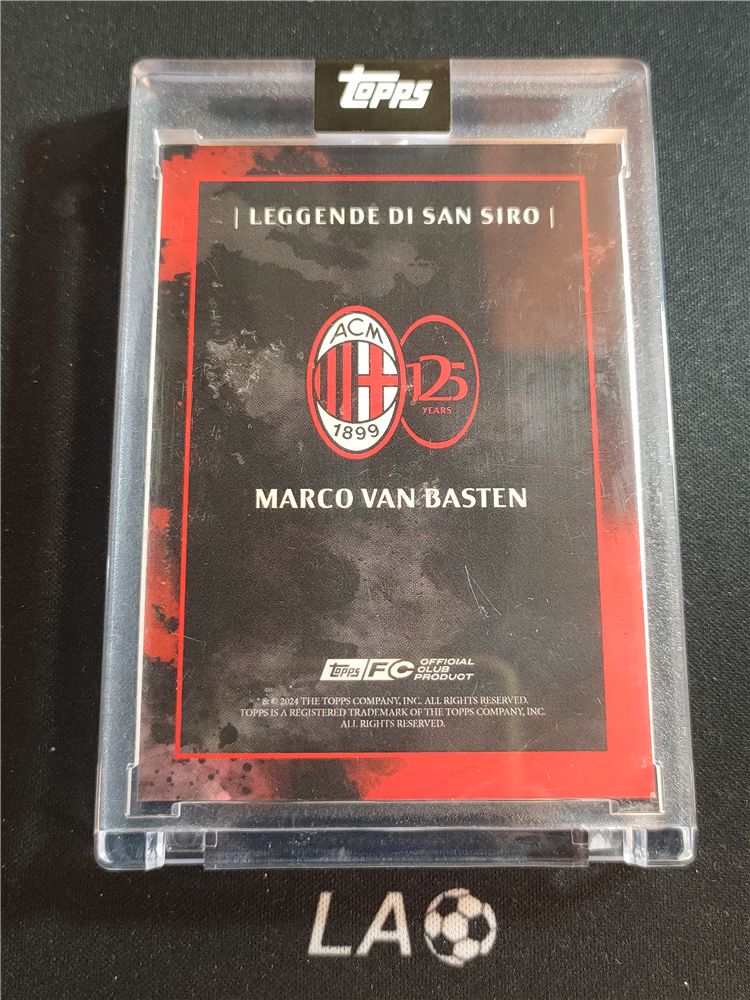 TOPPS
| LEGGENDE DI SAN SIRO |
ACM
1899
125
YEARS
MARCO VAN BASTEN
TOPPS FC OFFICIAL
CLUB
PRODUCT
® & © 2024 THE TOPPS COMPANY, INC. ALL RIGHTS RESERVED.
TOPPS IS A REGISTERED TRADEMARK OF THE TOPPS COMPANY, INC.
ALL RIGHTS RESERVED.
LA